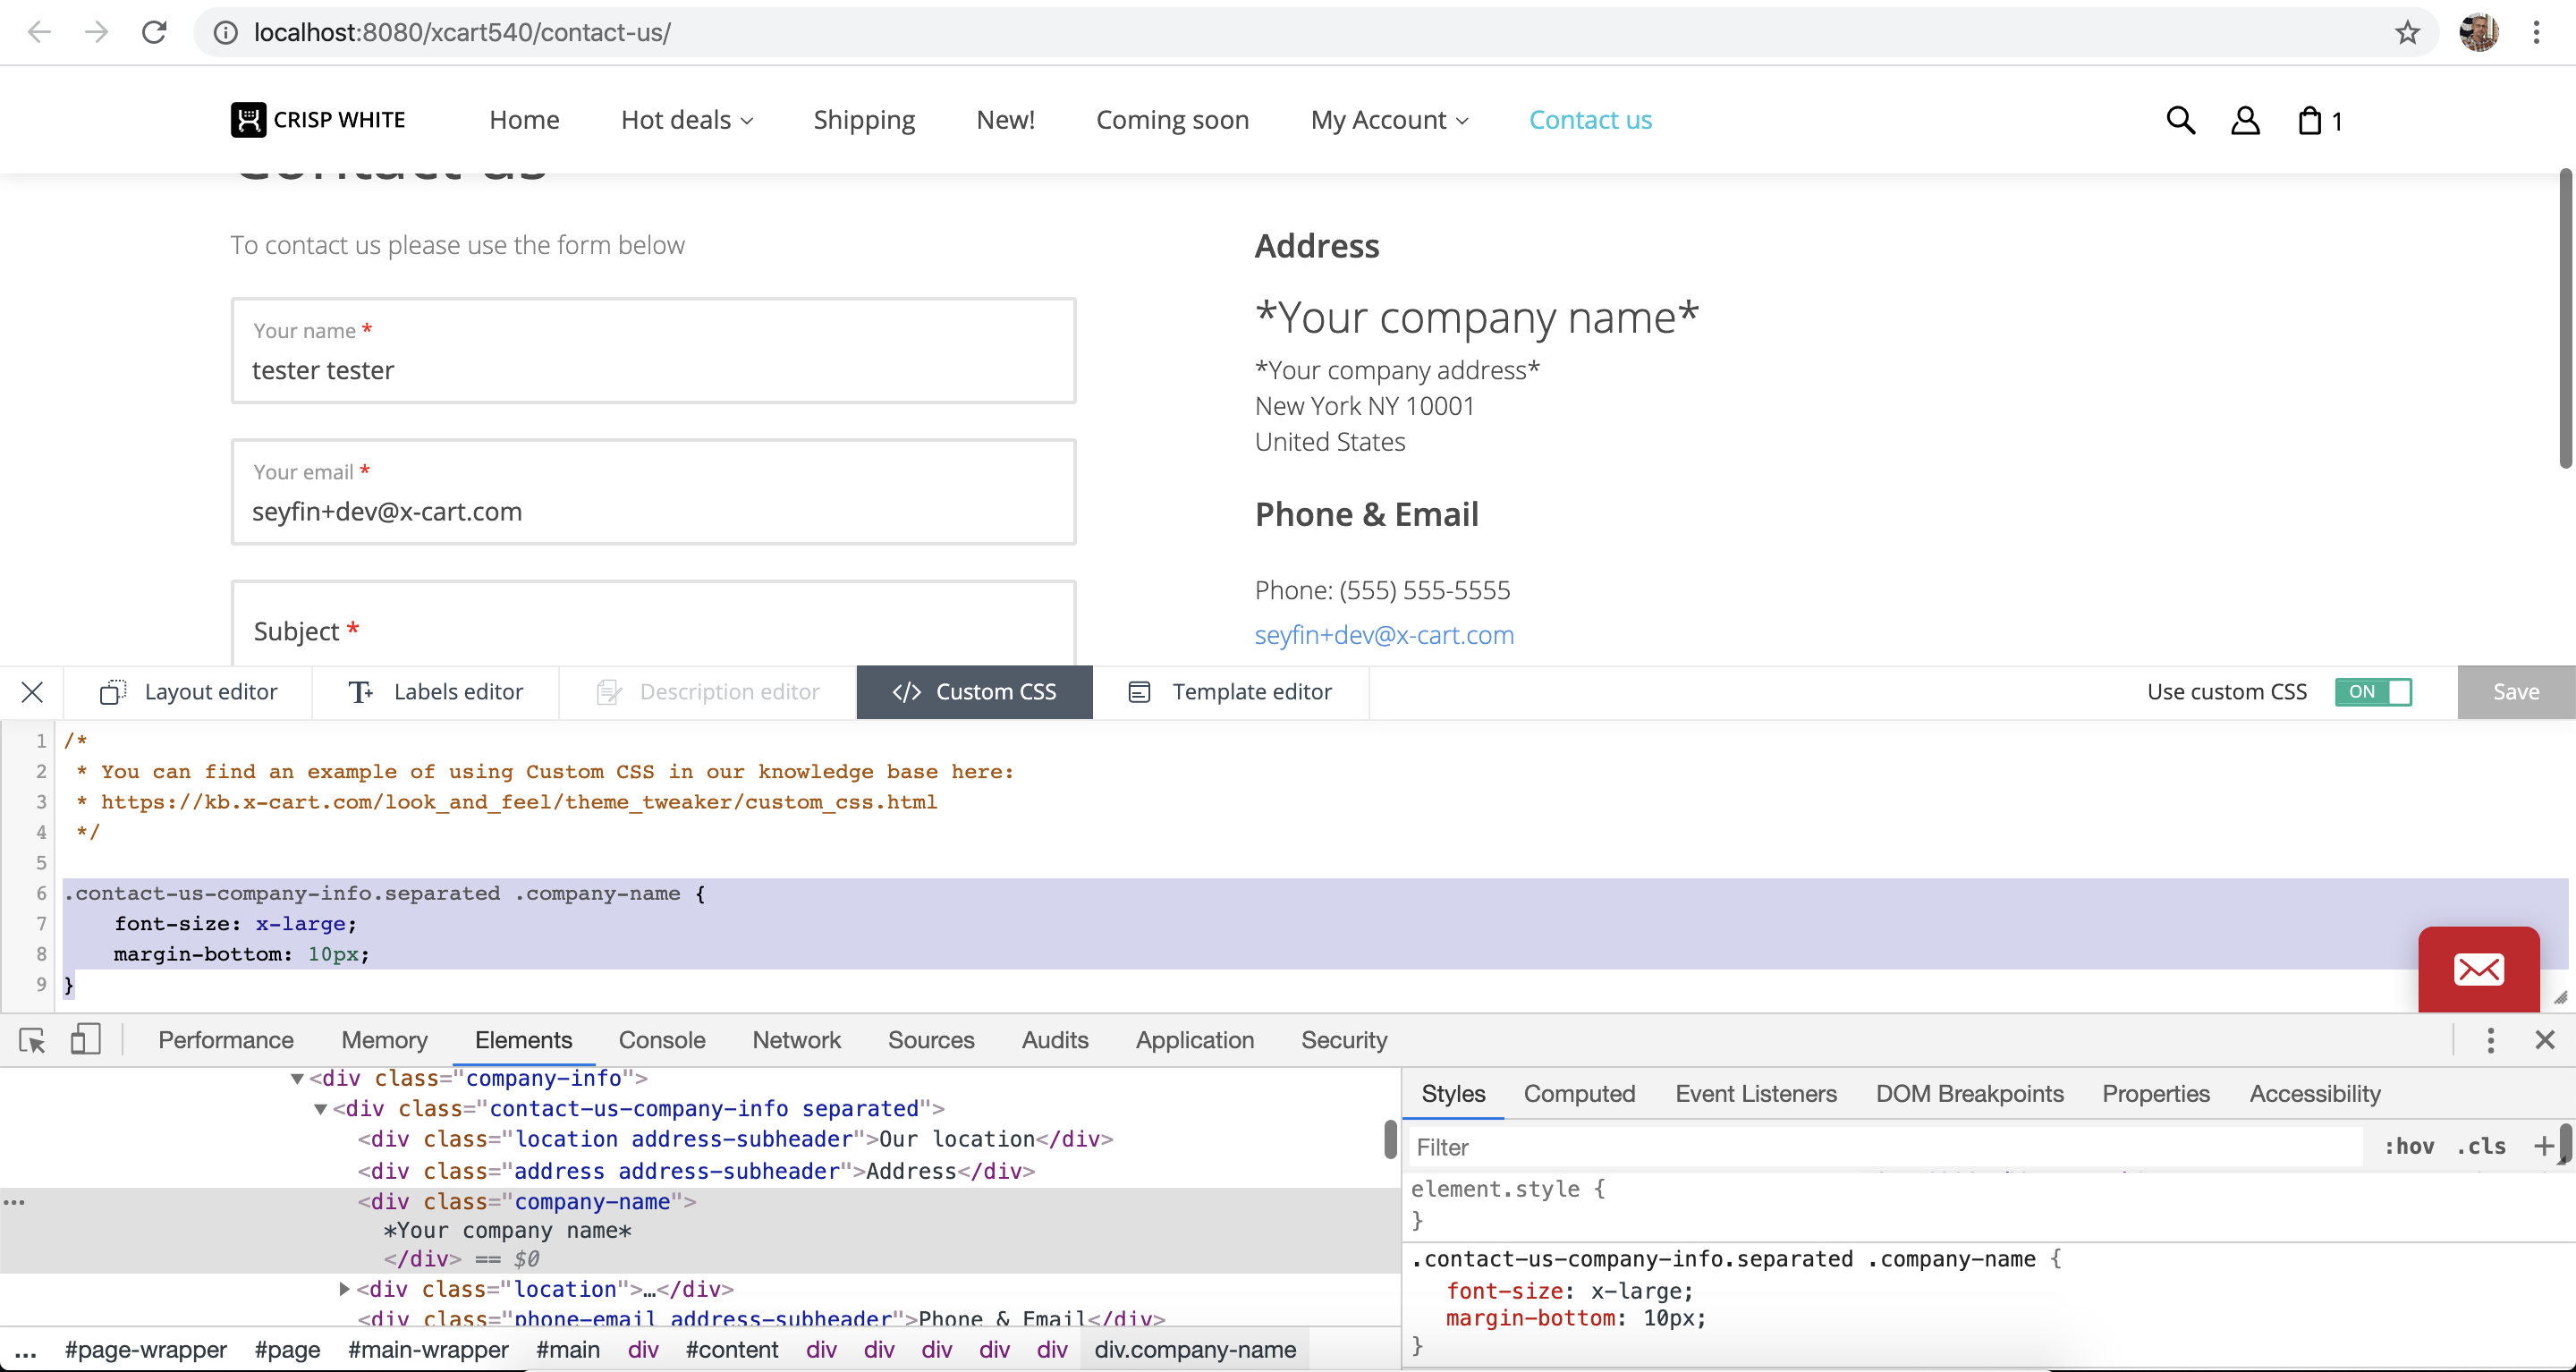 localhost:8080/xcart540/contact-us/
CRISP WHITE Home Hot deals Shipping New! Coming soon My Account Contact us 1
Contact us
To contact us please use the form below
Your name *
tester tester
Your email *
seyfin+dev@x-cart.com
Subject *
Address
*Your company name*
*Your company address*
New York NY 10001
United States
Phone & Email
Phone: (555) 555-5555
seyfin+dev@x-cart.com
Layout editor Labels editor Description editor </> Custom CSS Template editor Use custom CSS ON Save
1 /*
2 * You can find an example of using Custom CSS in our knowledge base here:
3 * https://kb.x-cart.com/look_and_feel/theme_tweaker/custom_css.html
4 */
5
6 .contact-us-company-info.separated .company-name {
7 font-size: x-large;
8 margin-bottom: 10px;
9 }
Performance Memory Elements Console Network Sources Audits Application Security
<div class="company-info">
<div class="contact-us-company-info separated">
<div class="location address-subheader">Our location</div>
<div class="address address-subheader">Address</div>
... <div class="company-name">
*Your company name*
</div> == $0
<div class="location">…</div>
<div class="phone-email address-subheader">Phone & Email</div>
... #page-wrapper #page #main-wrapper #main div #content div div div div div div.company-name
Styles Computed Event Listeners DOM Breakpoints Properties Accessibility
Filter :hov .cls +
element.style {
}
.contact-us-company-info.separated .company-name {
font-size: x-large;
margin-bottom: 10px;
}